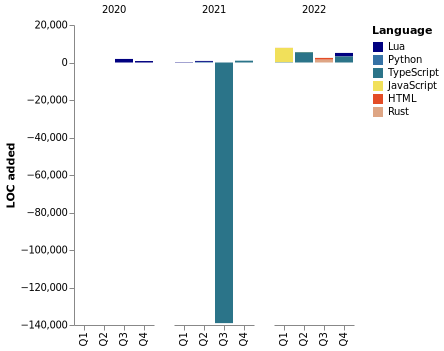 2020 2021 2022
20,000
0
−20,000
−40,000
−60,000
−80,000
−100,000
−120,000
−140,000
LOC added
Q1 Q2 Q3 Q4 Q1 Q2 Q3 Q4 Q1 Q2 Q3 Q4
Language
Lua
Python
TypeScript
JavaScript
HTML
Rust